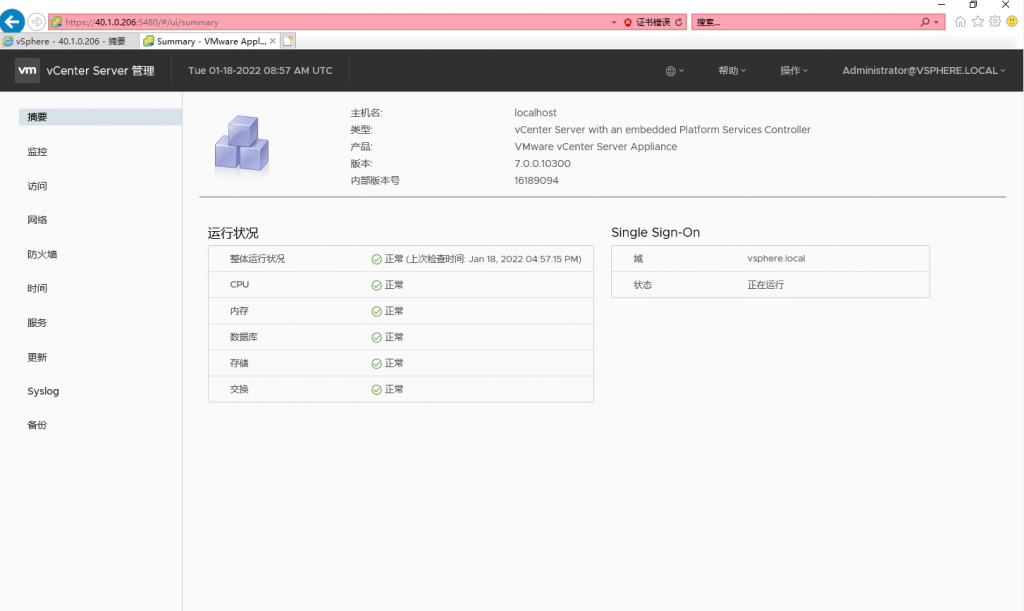 https://40.1.0.206:5480/#/ui/summary 证书错误 搜索...
vSphere - 40.1.0.206 - 摘要 Summary - VMware Appl...
vm vCenter Server 管理 Tue 01-18-2022 08:57 AM UTC 帮助 操作 Administrator@VSPHERE.LOCAL
摘要
监控
访问
网络
防火墙
时间
服务
更新
Syslog
备份
主机名: localhost
类型: vCenter Server with an embedded Platform Services Controller
产品: VMware vCenter Server Appliance
版本: 7.0.0.10300
内部版本号 16189094
运行状况
整体运行状况 正常 (上次检查时间: Jan 18, 2022 04:57:15 PM)
CPU 正常
内存 正常
数据库 正常
存储 正常
交换 正常
Single Sign-On
域 vsphere.local
状态 正在运行